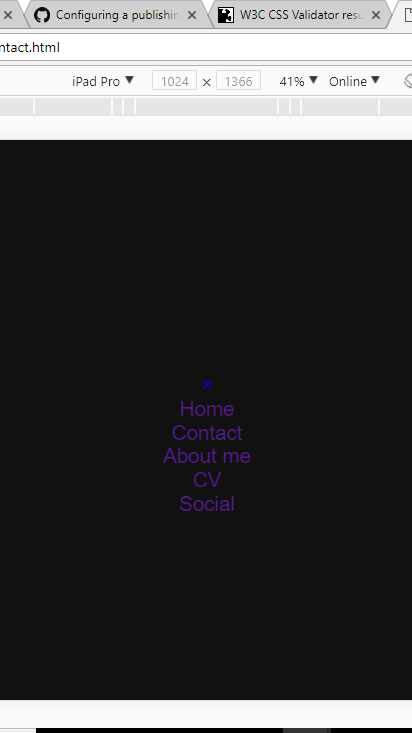 Configuring a publishin
W3C CSS Validator resu
ntact.html
iPad Pro 1024 × 1366 41% Online
×
Home
Contact
About me
CV
Social